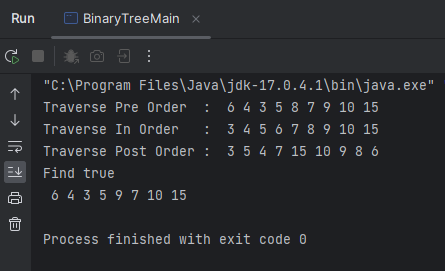 Run BinaryTreeMain
"C:\Program Files\Java\jdk-17.0.4.1\bin\java.exe"
Traverse Pre Order : 6 4 3 5 8 7 9 10 15
Traverse In Order : 3 4 5 6 7 8 9 10 15
Traverse Post Order : 3 5 4 7 15 10 9 8 6
Find true
6 4 3 5 9 7 10 15
Process finished with exit code 0